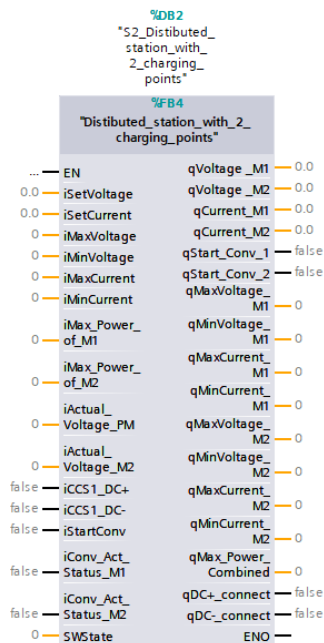 %DB2
"S2_Distibuted_
station_with_
2_charging_
points"
%FB4
"Distibuted_station_with_2_
charging_points"
... EN
0.0 iSetVoltage
0.0 iSetCurrent
0 iMaxVoltage
0 iMinVoltage
0 iMaxCurrent
0 iMinCurrent
iMax_Power_
0 of_M1
iMax_Power_
0 of_M2
iActual_
0 Voltage_PM
iActual_
0 Voltage_M2
false iCCS1_DC+
false iCCS1_DC-
false iStartConv
iConv_Act_
false Status_M1
iConv_Act_
false Status_M2
0 SWState
qVoltage _M1 0.0
qVoltage _M2 0.0
qCurrent_M1 0.0
qCurrent_M2 0.0
qStart_Conv_1 false
qStart_Conv_2 false
qMaxVoltage_
M1 0
qMinVoltage_
M1 0
qMaxCurrent_
M1 0
qMinCurrent_
M1 0
qMaxVoltage_
M2 0
qMinVoltage_
M2 0
qMaxCurrent_
M2 0
qMinCurrent_
M2 0
qMax_Power_
Combined 0
qDC+_connect false
qDC-_connect false
ENO